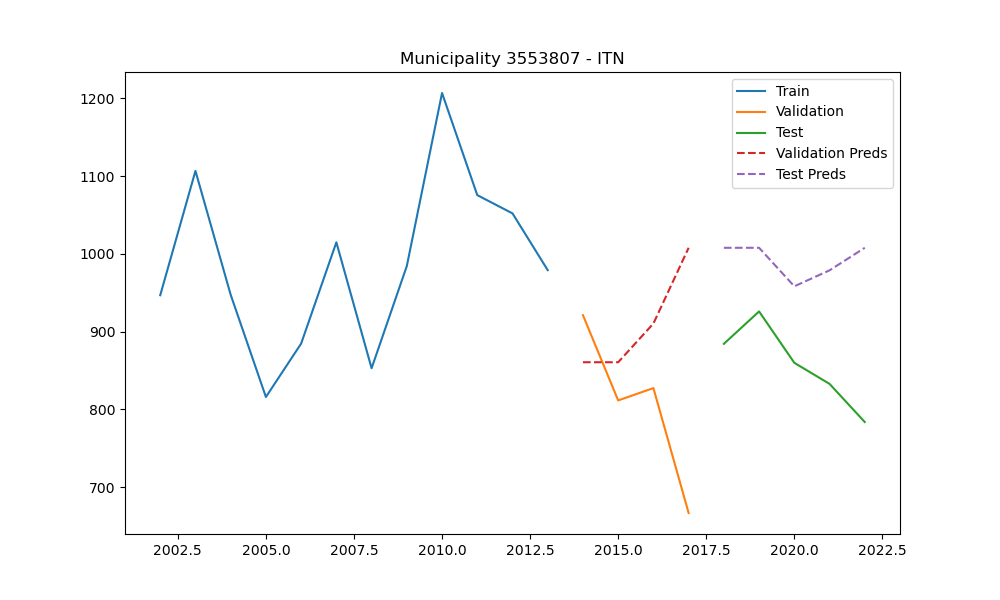 Municipality 3553807 - ITN
Train
Validation
Test
Validation Preds
Test Preds
1200
1100
1000
900
800
700
2002.5 2005.0 2007.5 2010.0 2012.5 2015.0 2017.5 2020.0 2022.5